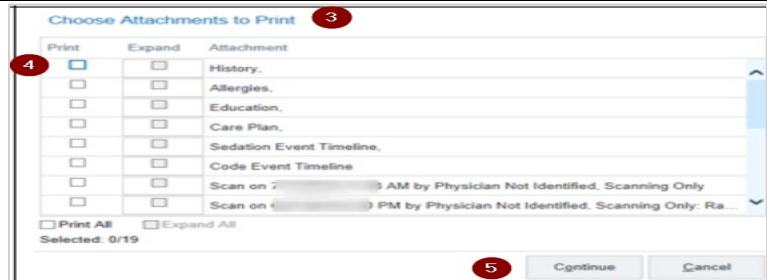 Choose Attachments to Print 3
Print Expand Attachment
4 History,
Allergies,
Education,
Care Plan,
Sedation Event Timeline,
Code Event Timeline
Scan on AM by Physician Not Identified, Scanning Only
Scan on PM by Physician Not Identified, Scanning Only: Ra...
Print All Expand All
Selected: 0/19
5 Continue Cancel